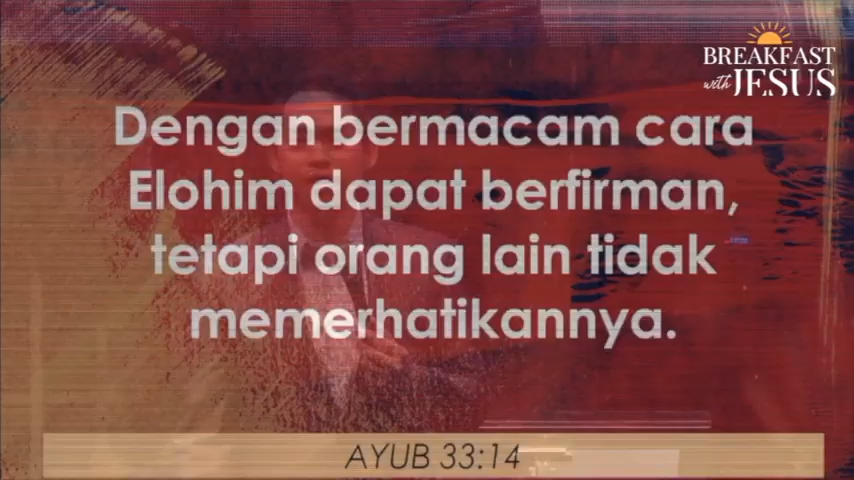 BREAKFAST
with JESUS
Dengan bermacam cara
Elohim dapat berfirman,
tetapi orang lain tidak
memerhatikannya.
AYUB 33:14